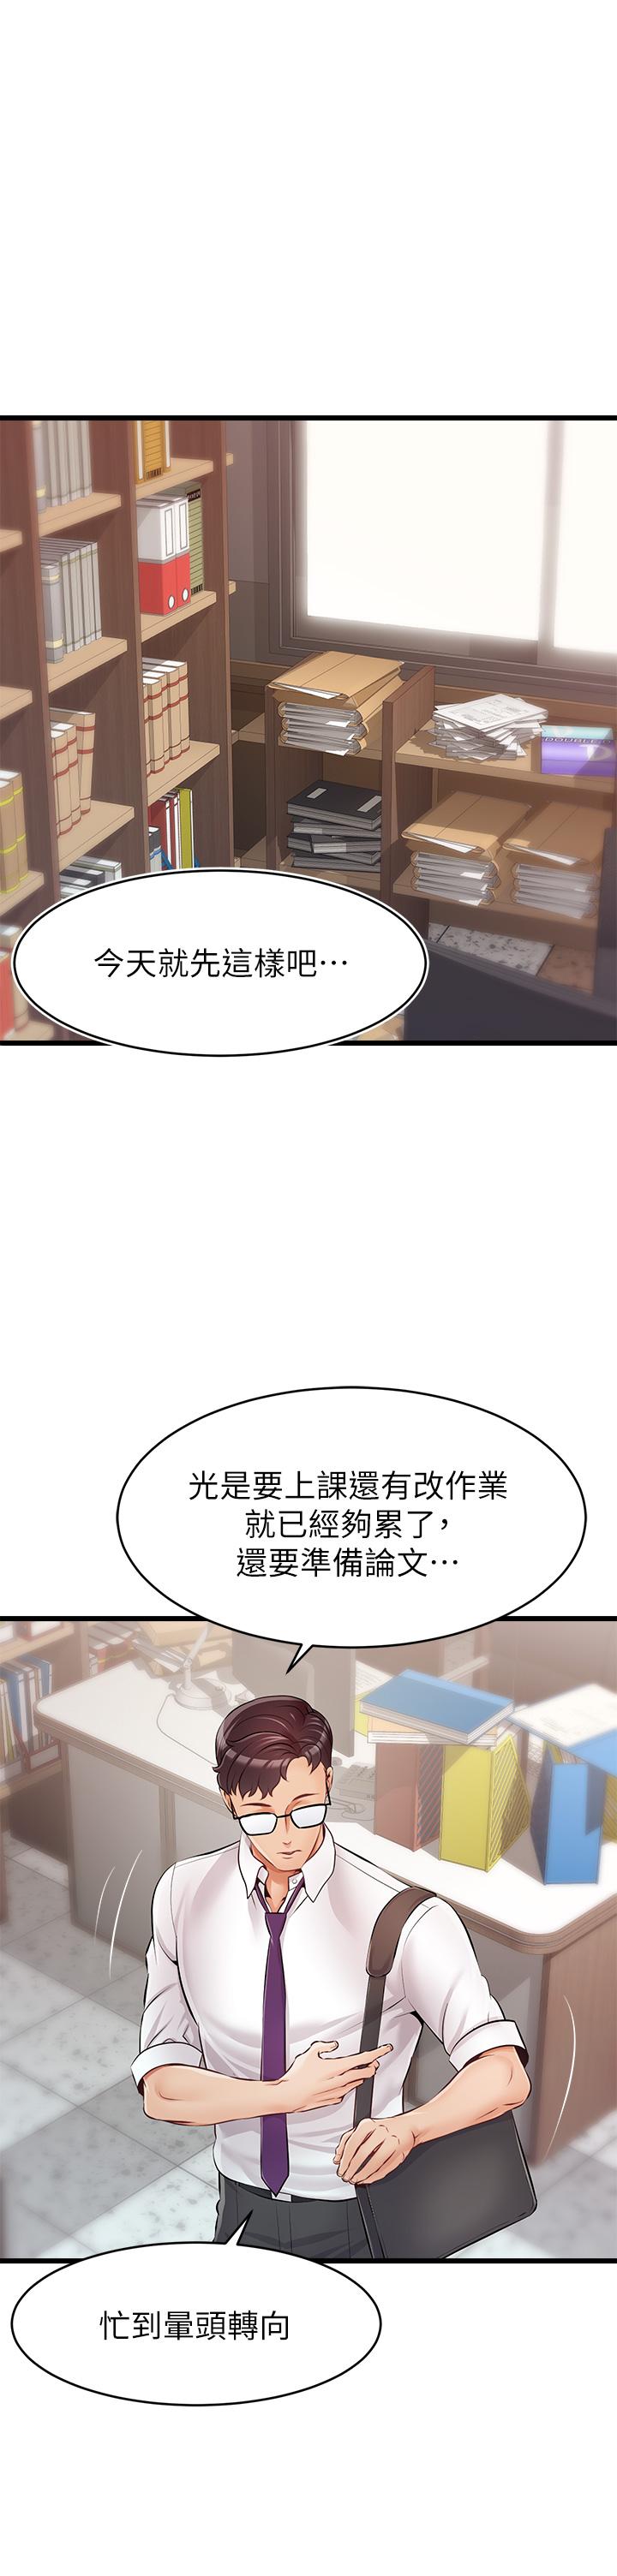 今天就先這樣吧⋯
光是要上課還有改作業
就已經夠累了，
還要準備論文⋯
忙到暈頭轉向